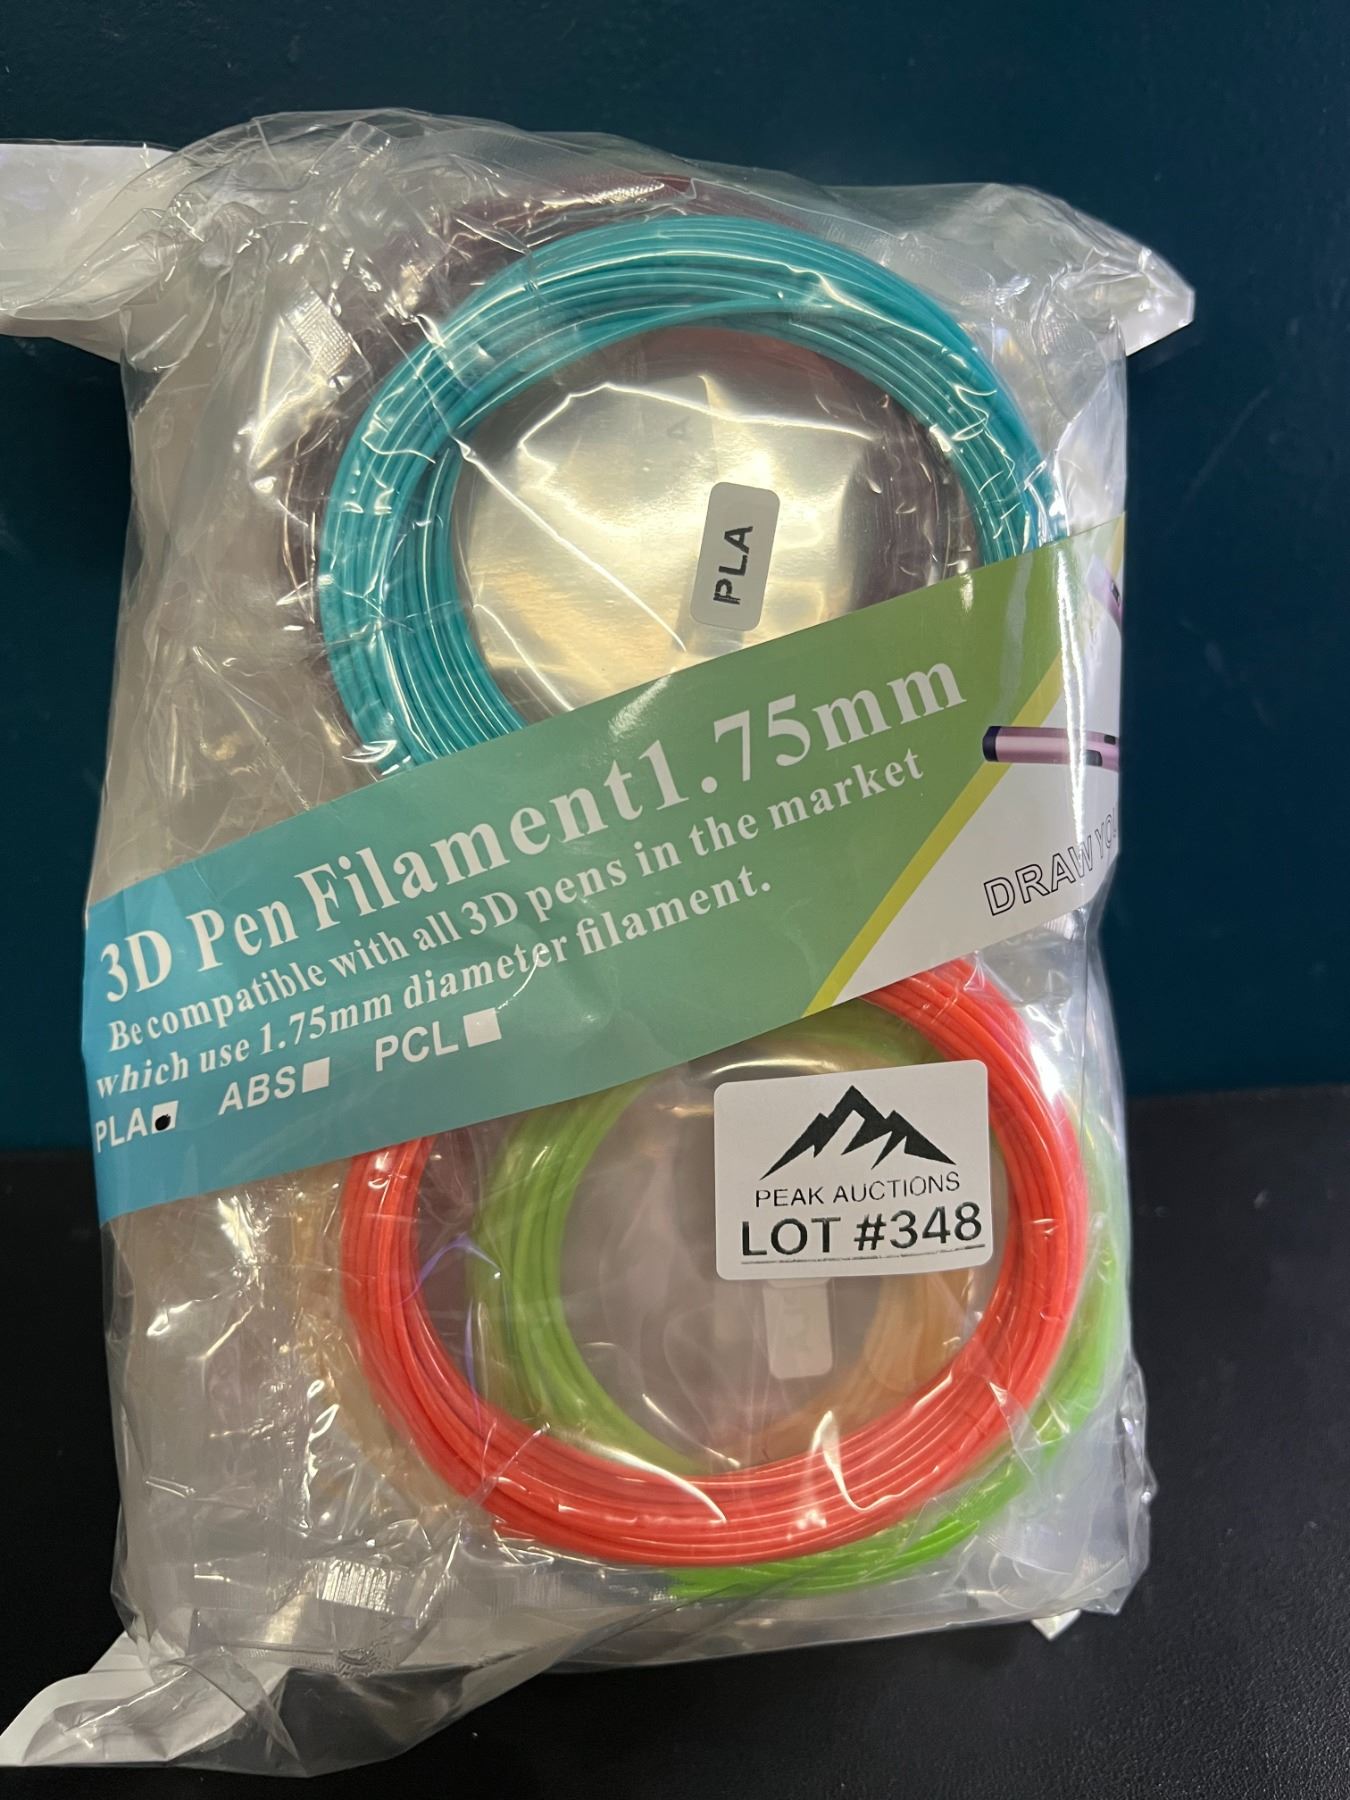 PLA
3D Pen Filament1.75mm
Be compatible with all 3D pens in the market
which use 1.75mm diameter filament.
PLA ABS PCL
DRAW YO
PEAK AUCTIONS
LOT #348